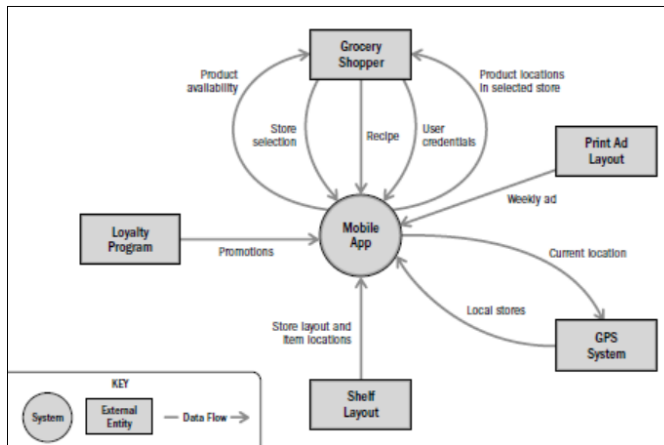 Grocery
Shopper
Product
availability
Product locations
in selected store
Store
selection
Recipe
User
credentials
Print Ad
Layout
Weekly ad
Mobile
App
Loyalty
Program
Promotions
Current location
Local stores
Store layout and
item locations
GPS
System
Shelf
Layout
KEY
System
External
Entity
Data Flow